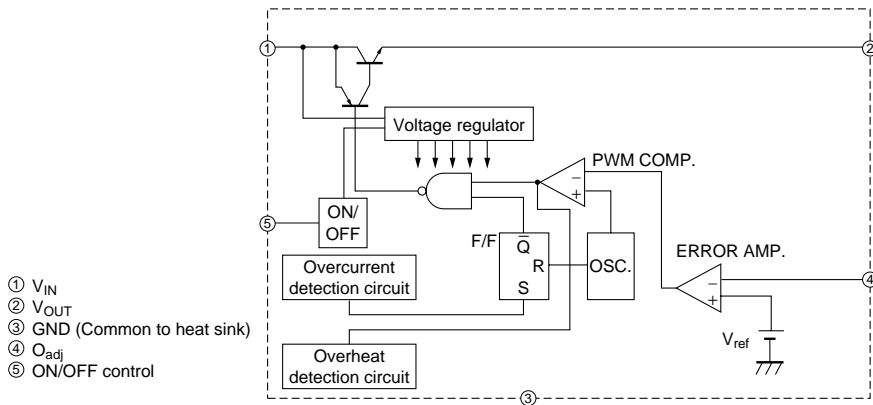 ①
②
Voltage regulator
PWM COMP.
−
+
ON/
OFF
⑤
F/F
Q̅
R
S
OSC.
ERROR AMP.
−
+
④
Overcurrent
detection circuit
Vref
Overheat
detection circuit
③
① VIN
② VOUT
③ GND (Common to heat sink)
④ Oadj
⑤ ON/OFF control